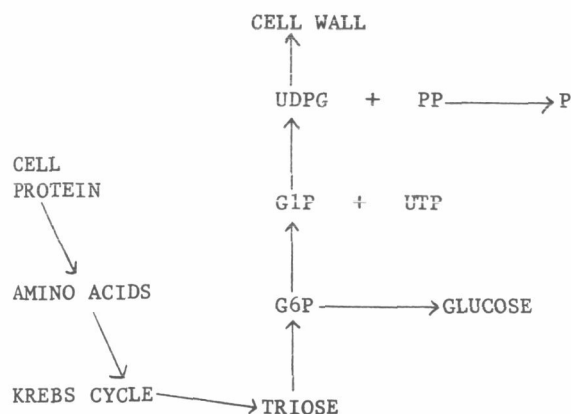 CELL WALL
UDPG + PP P
CELL
PROTEIN
G1P + UTP
AMINO ACIDS
G6P GLUCOSE
KREBS CYCLE TRIOSE